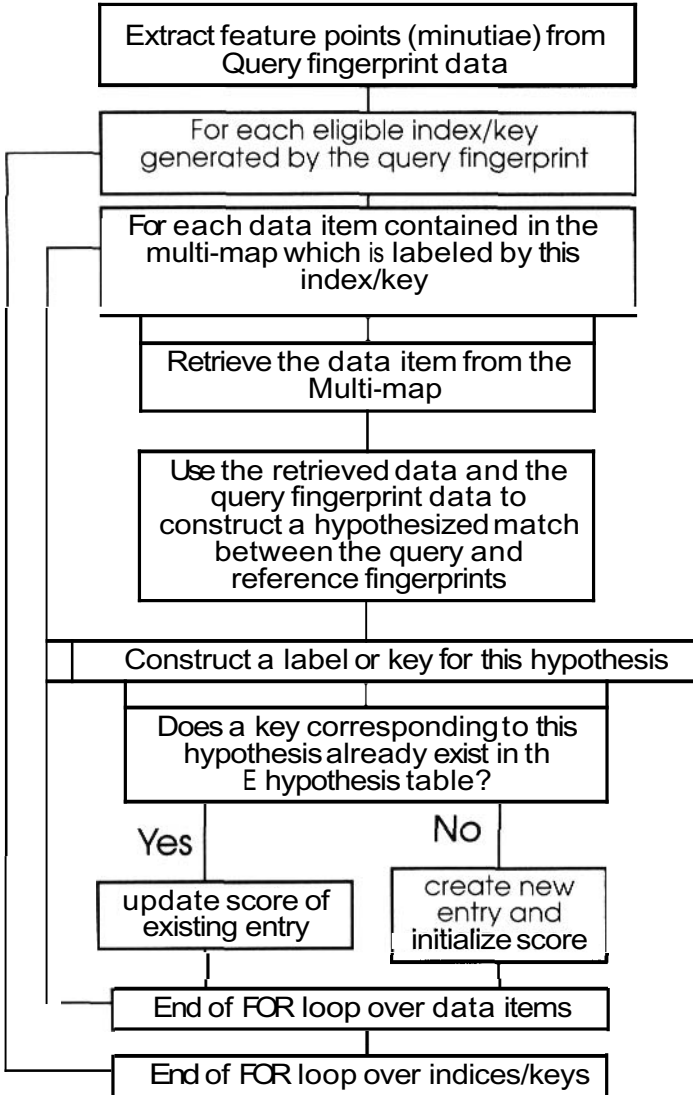 Extract feature points (minutiae) from
Query fingerprint data
For each eligible index/key
generated by the query fingerprint
For each data item contained in the
multi-map which is labeled by this
index/key
Retrieve the data item from the
Multi-map
Use the retrieved data and the
query fingerprint data to
construct a hypothesized match
between the query and
reference fingerprints
Construct a label or key for this hypothesis
Does a key corresponding to this
hypothesis already exist in th
E hypothesis table?
Yes
No
update score of
existing entry
create new
entry and
initialize score
End of FOR loop over data items
End of FOR loop over indices/keys